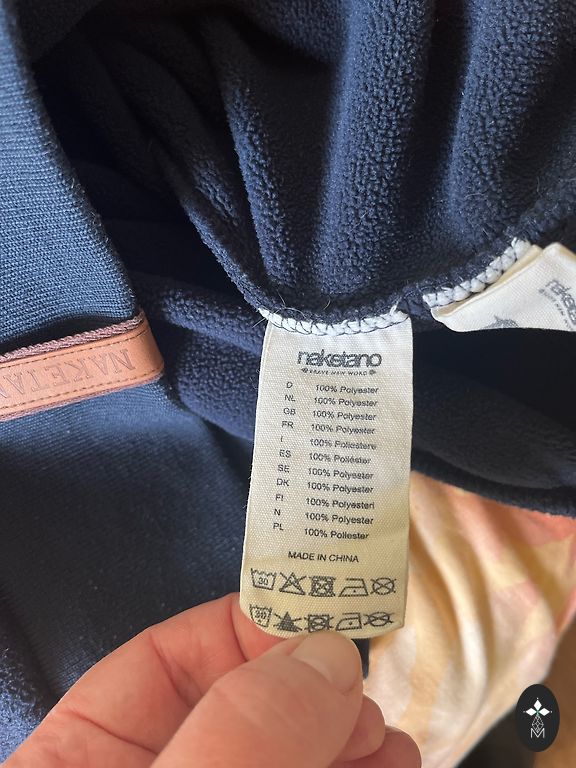 naketano
BRAVE NEW WORLD
D 100% Polyester
NL 100% Polyester
GB 100% Polyester
FR 100% Polyester
I 100% Poliestere
ES 100% Poliéster
SE 100% Polyester
DK 100% Polyester
FI 100% Polyesteri
N 100% Polyester
PL 100% Poliester
MADE IN CHINA
30
30
NAKETAN
naketa
M